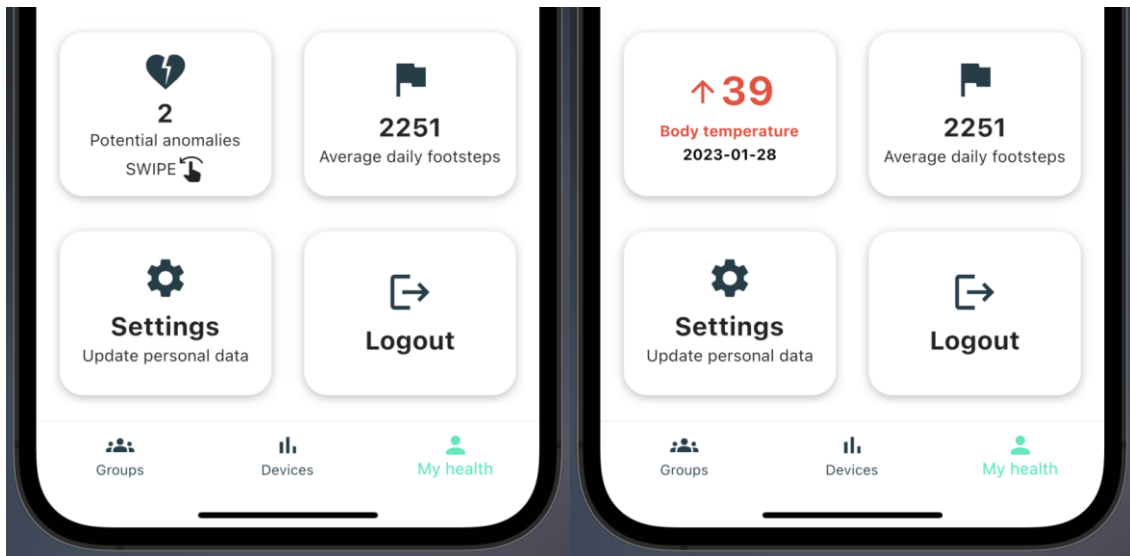 2
Potential anomalies
SWIPE
2251
Average daily footsteps
Settings
Update personal data
Logout
Groups
Devices
My health
↑39
Body temperature
2023-01-28
2251
Average daily footsteps
Settings
Update personal data
Logout
Groups
Devices
My health